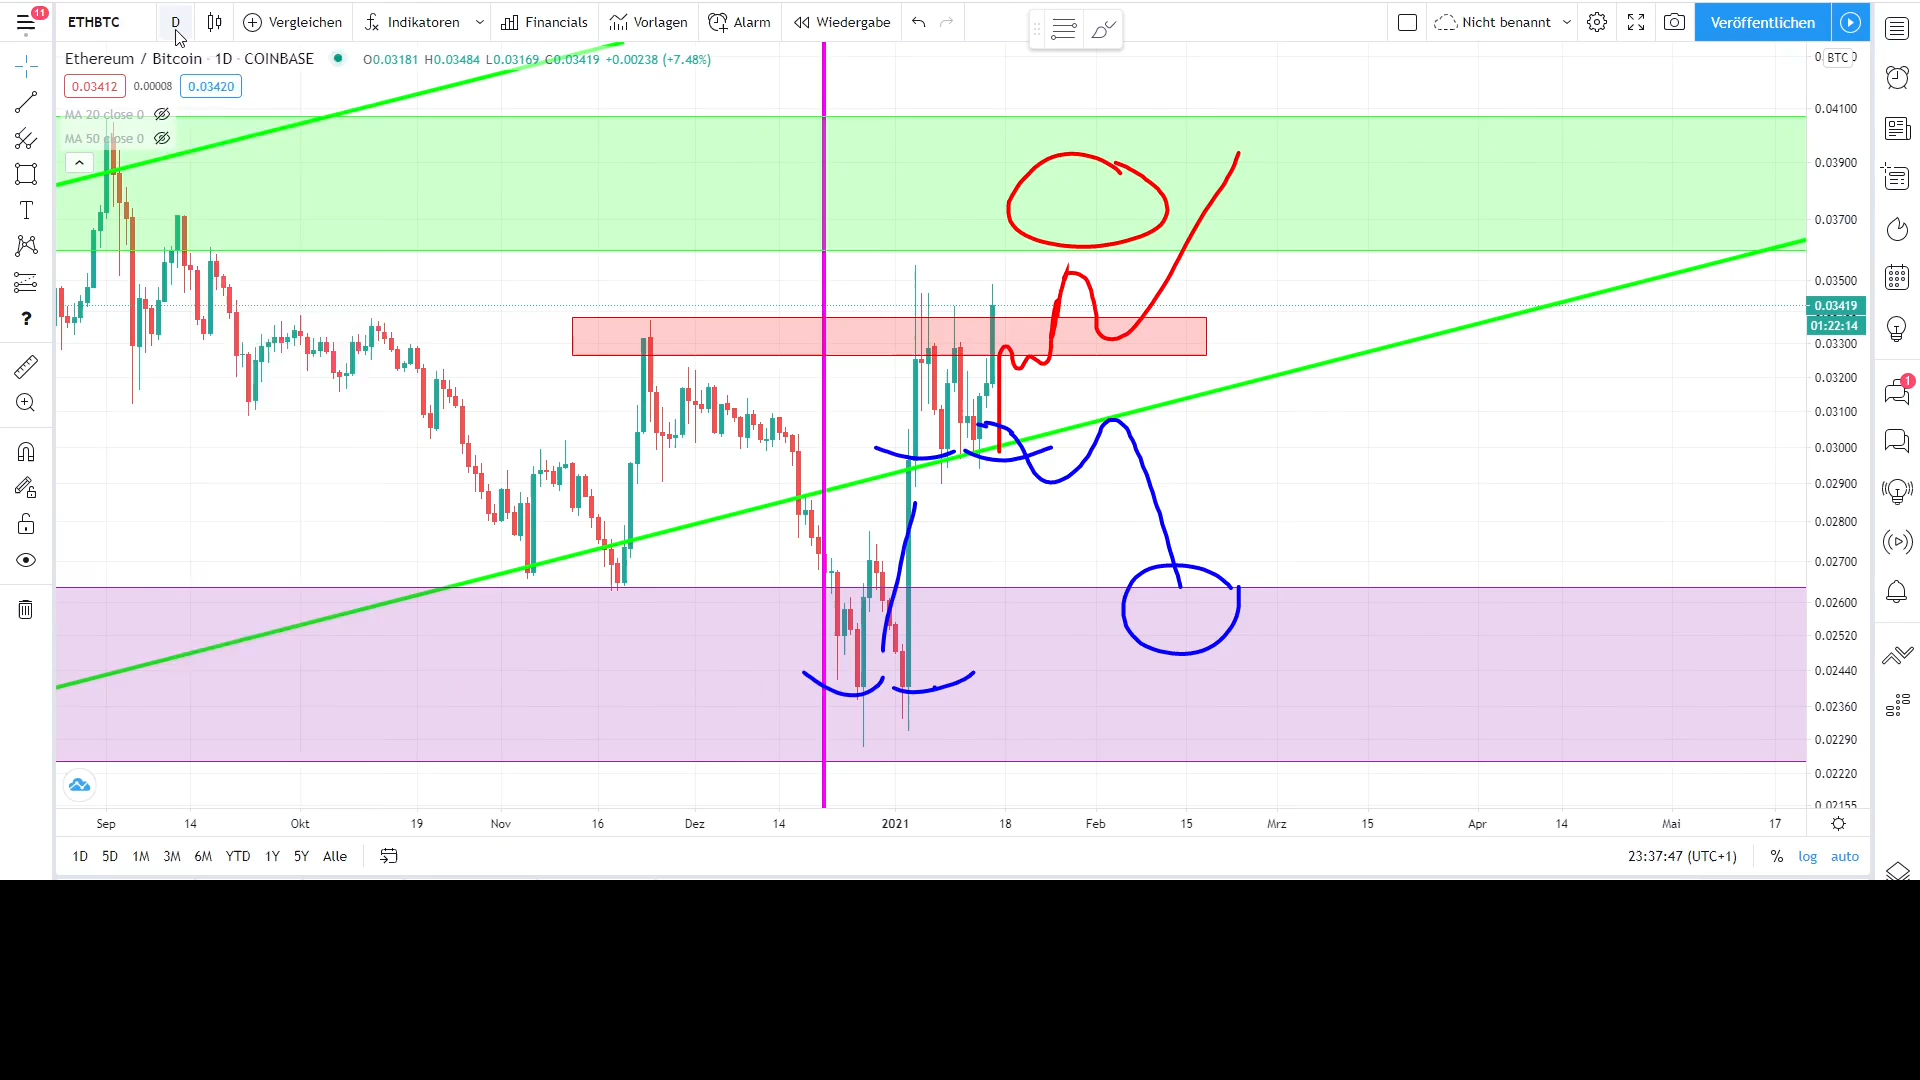 11
ETHBTC D Vergleichen Indikatoren Financials Vorlagen Alarm Wiedergabe Nicht benannt Veröffentlichen
Ethereum / Bitcoin · 1D · COINBASE O0.03181 H0.03484 L0.03169 C0.03419 +0.00238 (+7.48%)
BTC
0.03412 0.00008 0.03420
MA 20 close 0
MA 50 close 0
0.04100
0.03900
0.03700
0.03500
0.03419
01:22:14
0.03300
0.03200
0.03100
0.03000
0.02900
0.02800
0.02700
0.02600
0.02520
0.02440
0.02360
0.02290
0.02220
0.02155
T
?
1
Sep 14 Okt 19 Nov 16 Dez 14 2021 18 Feb 15 Mrz 15 Apr 14 Mai 17
1D 5D 1M 3M 6M YTD 1Y 5Y Alle 23:37:47 (UTC+1) % log auto